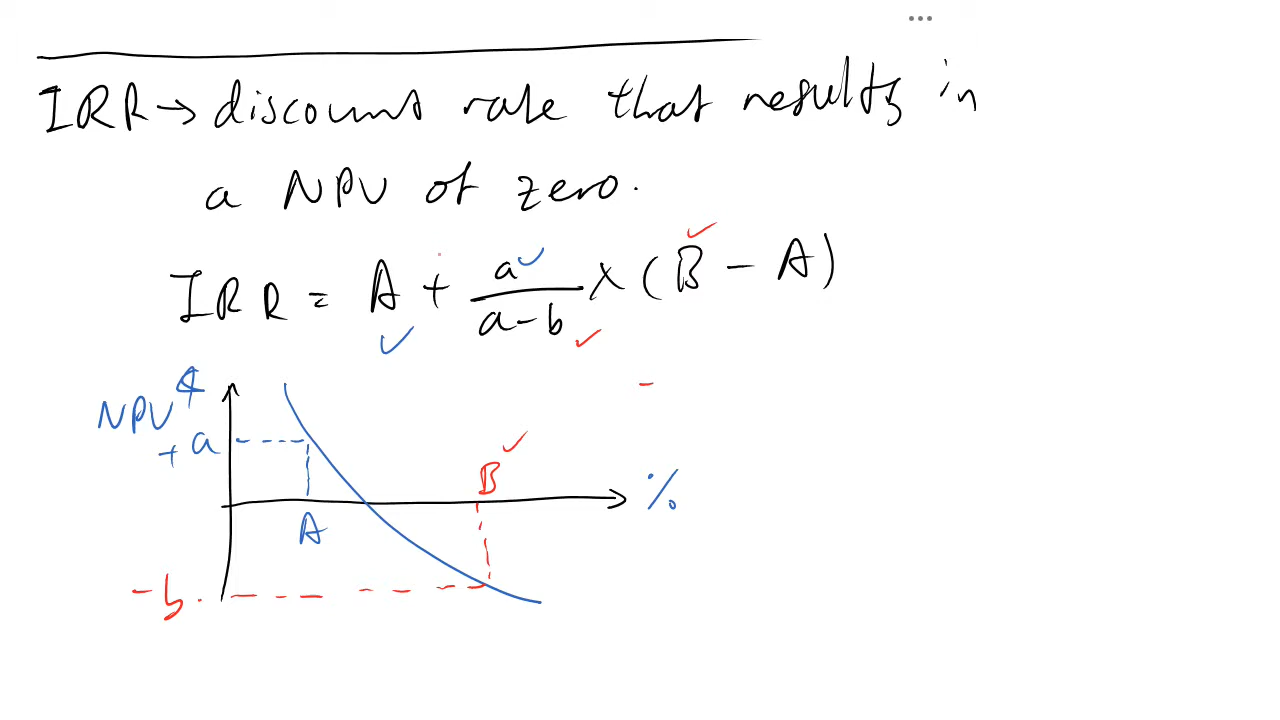 IRR → discount rate that results in
a NPV of zero.
IRR = A + a/(a-b) × (B - A)
NPV
+a
B
%
A
-b.